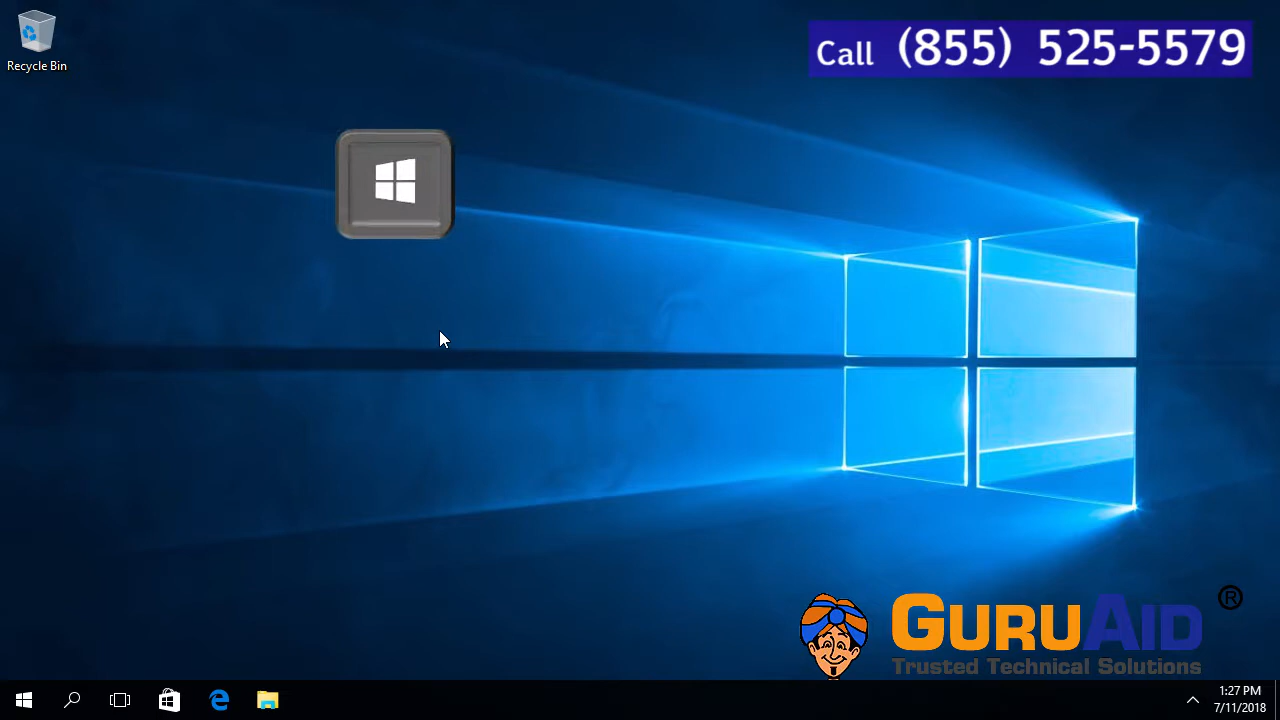 Recycle Bin
Call (855) 525-5579
GURUAID ®
Trusted Technical Solutions
1:27 PM
7/11/2018